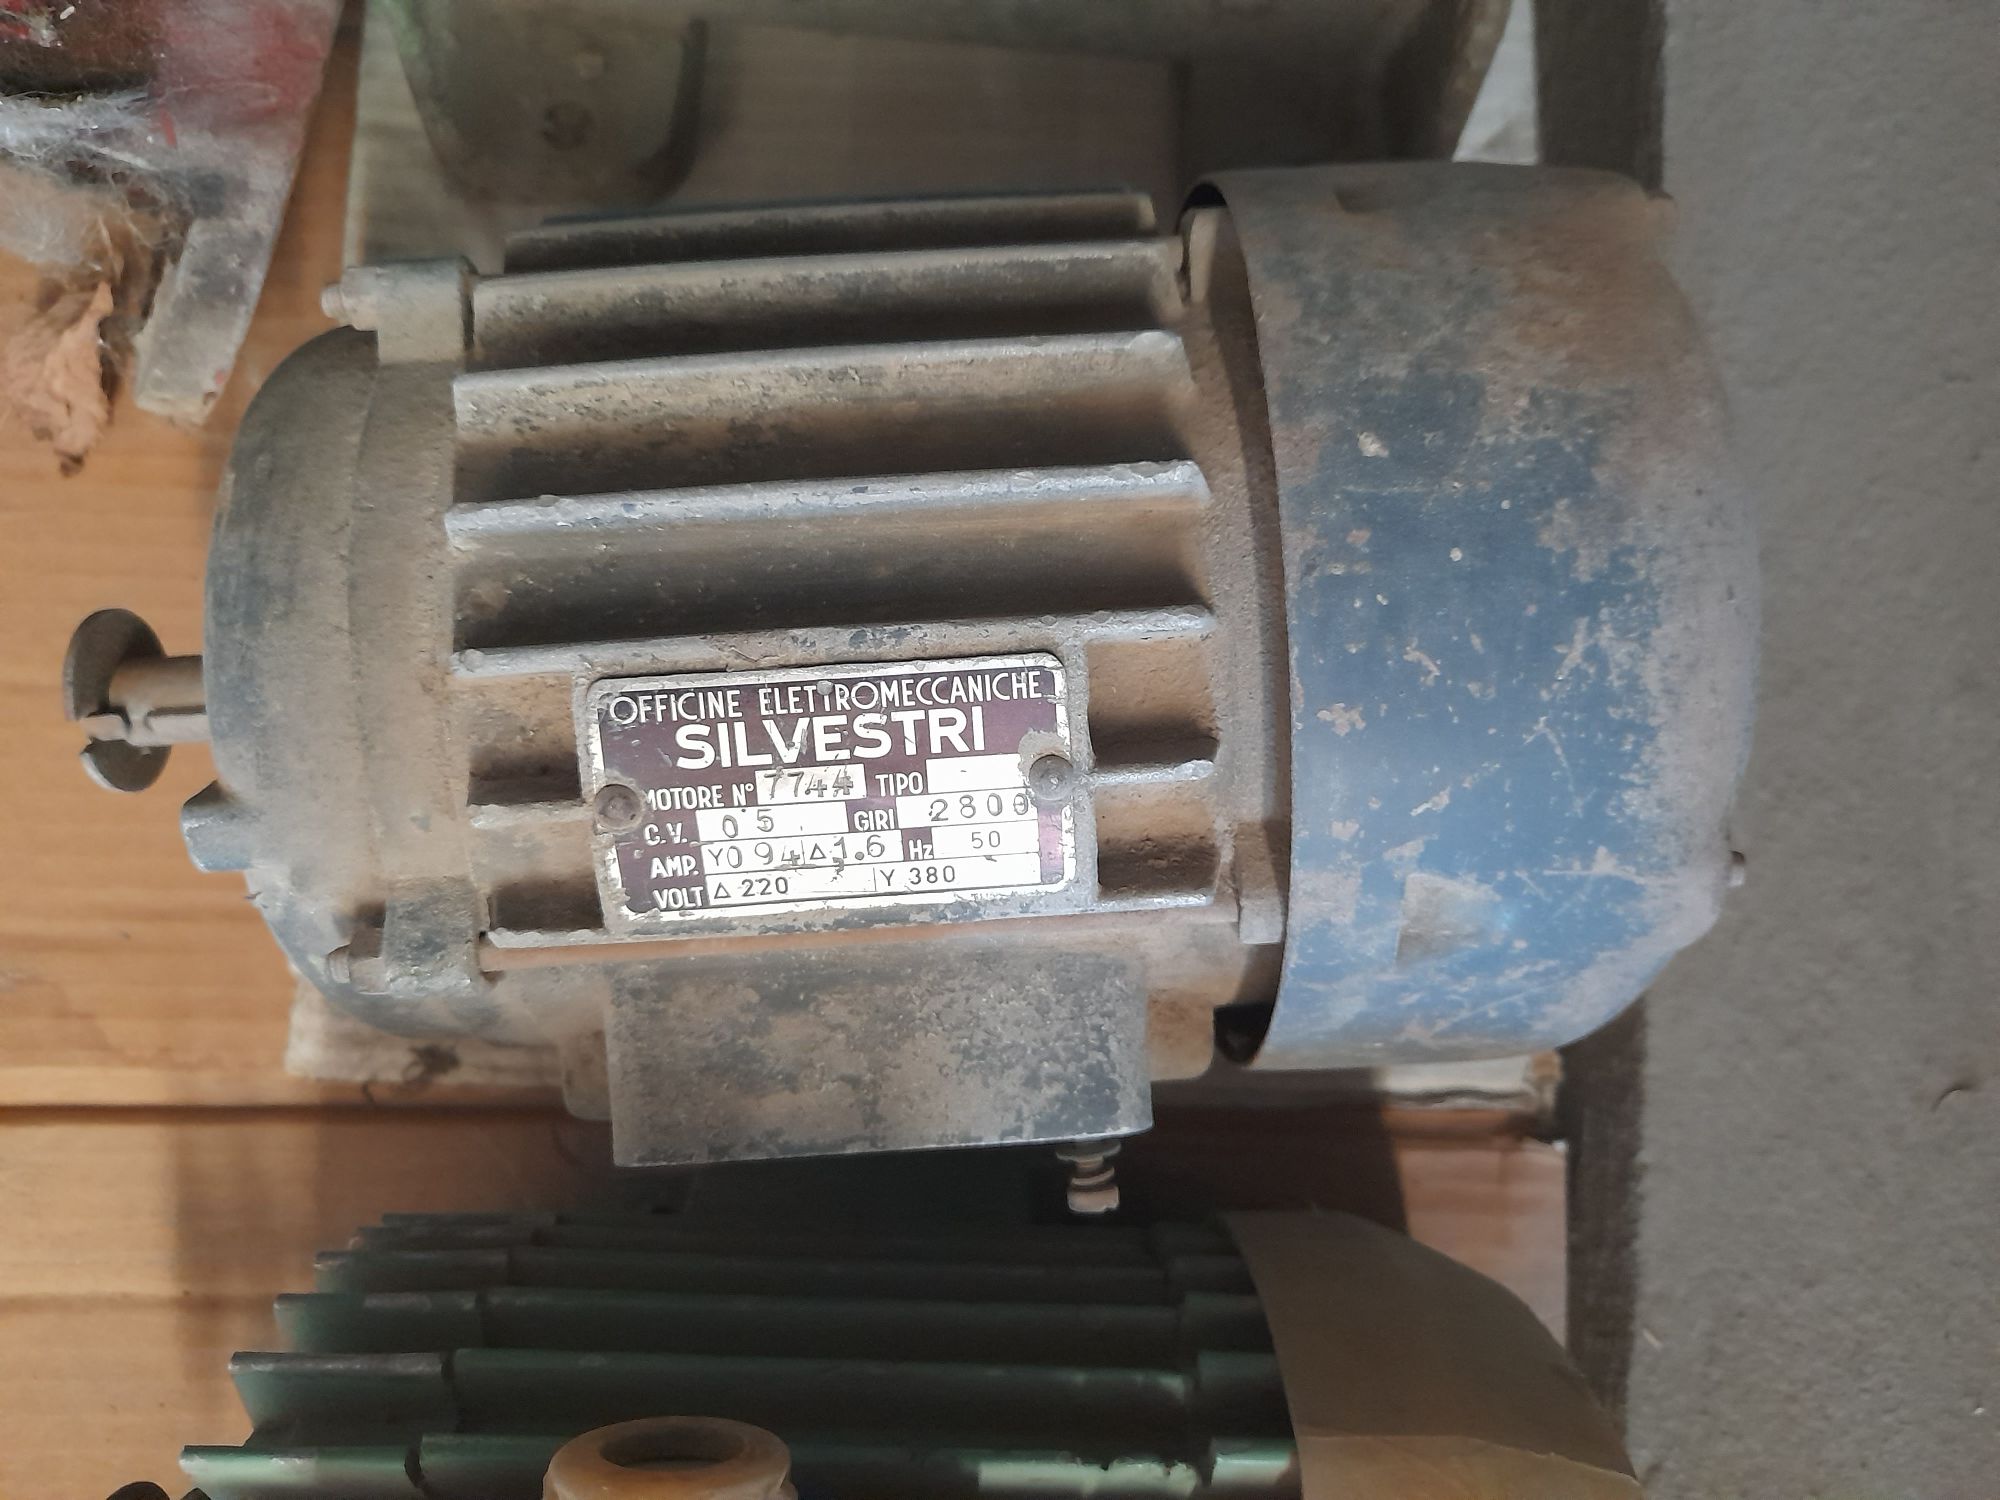 OFFICINE ELETTROMECCANICHE
SILVESTRI
MOTORE N° 7744 TIPO
C.V. 0'5 GIRI 2800
AMP. Y 0 94 Δ 1.6 Hz 50
VOLT Δ 220 Y 380